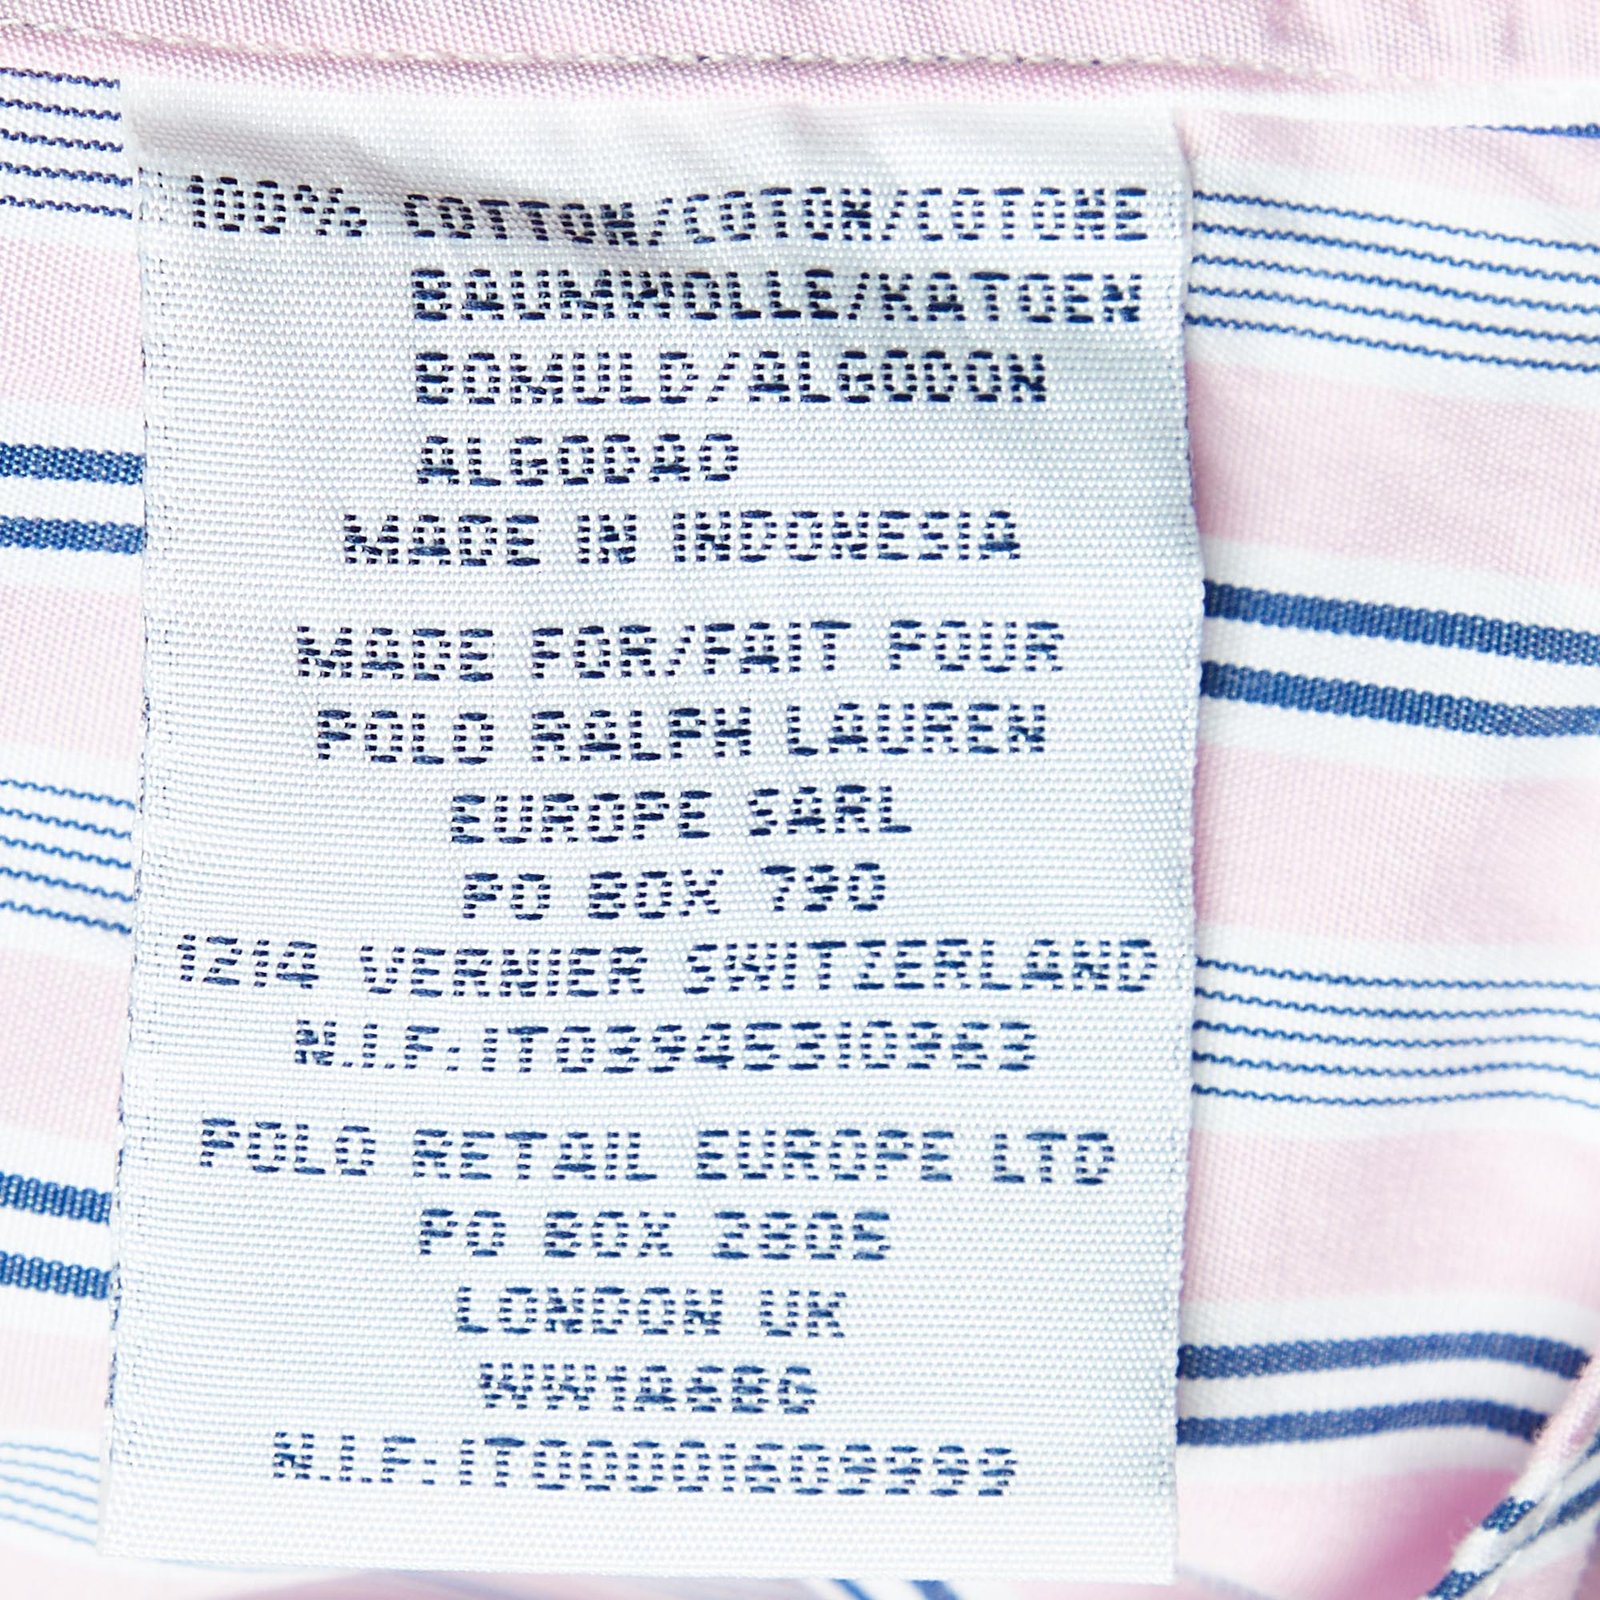 100% COTTON/COTON/COTONE
BAUMWOLLE/KATOEN
BOMULD/ALGODON
ALGODAO
MADE IN INDONESIA
MADE FOR/FAIT POUR
POLO RALPH LAUREN
EUROPE SARL
PO BOX 790
1214 VERNIER SWITZERLAND
N.I.F: IT03945310963
POLO RETAIL EUROPE LTD
PO BOX 2805
LONDON UK
WW1A6BG
N.I.F: IT00001609999